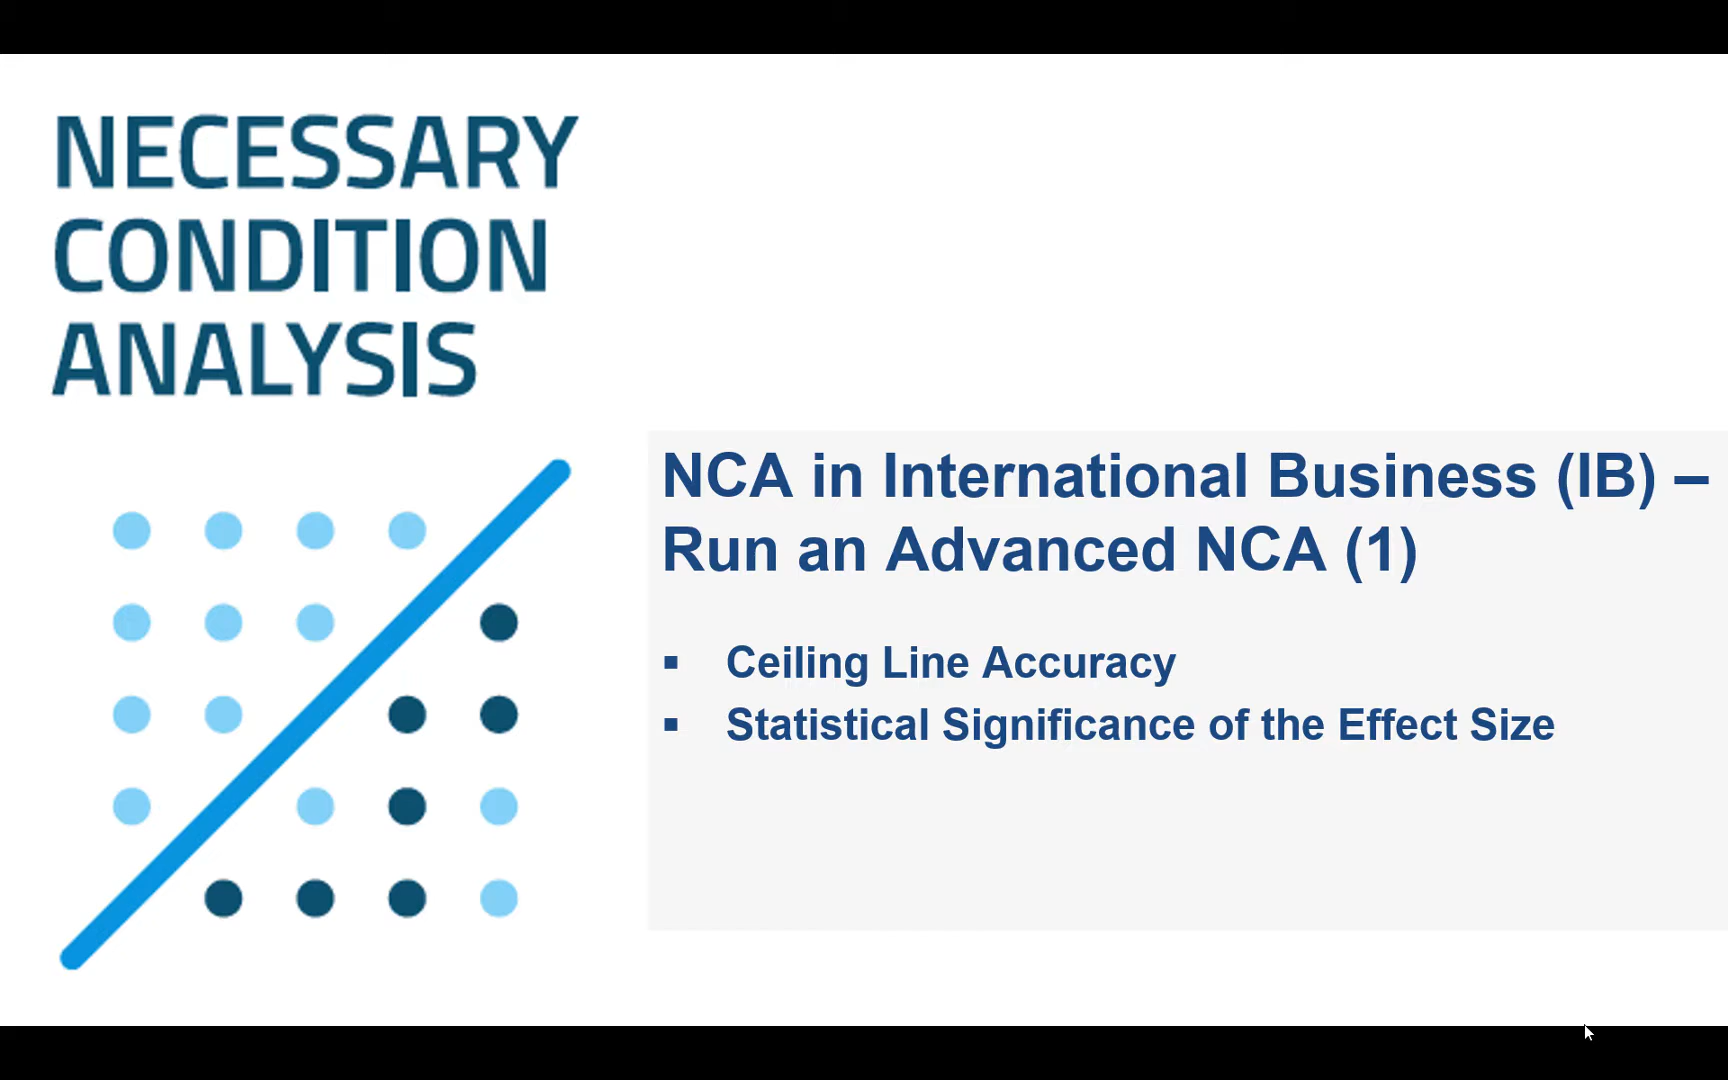 NECESSARY
CONDITION
ANALYSIS
NCA in International Business (IB) –
Run an Advanced NCA (1)
▪ Ceiling Line Accuracy
▪ Statistical Significance of the Effect Size